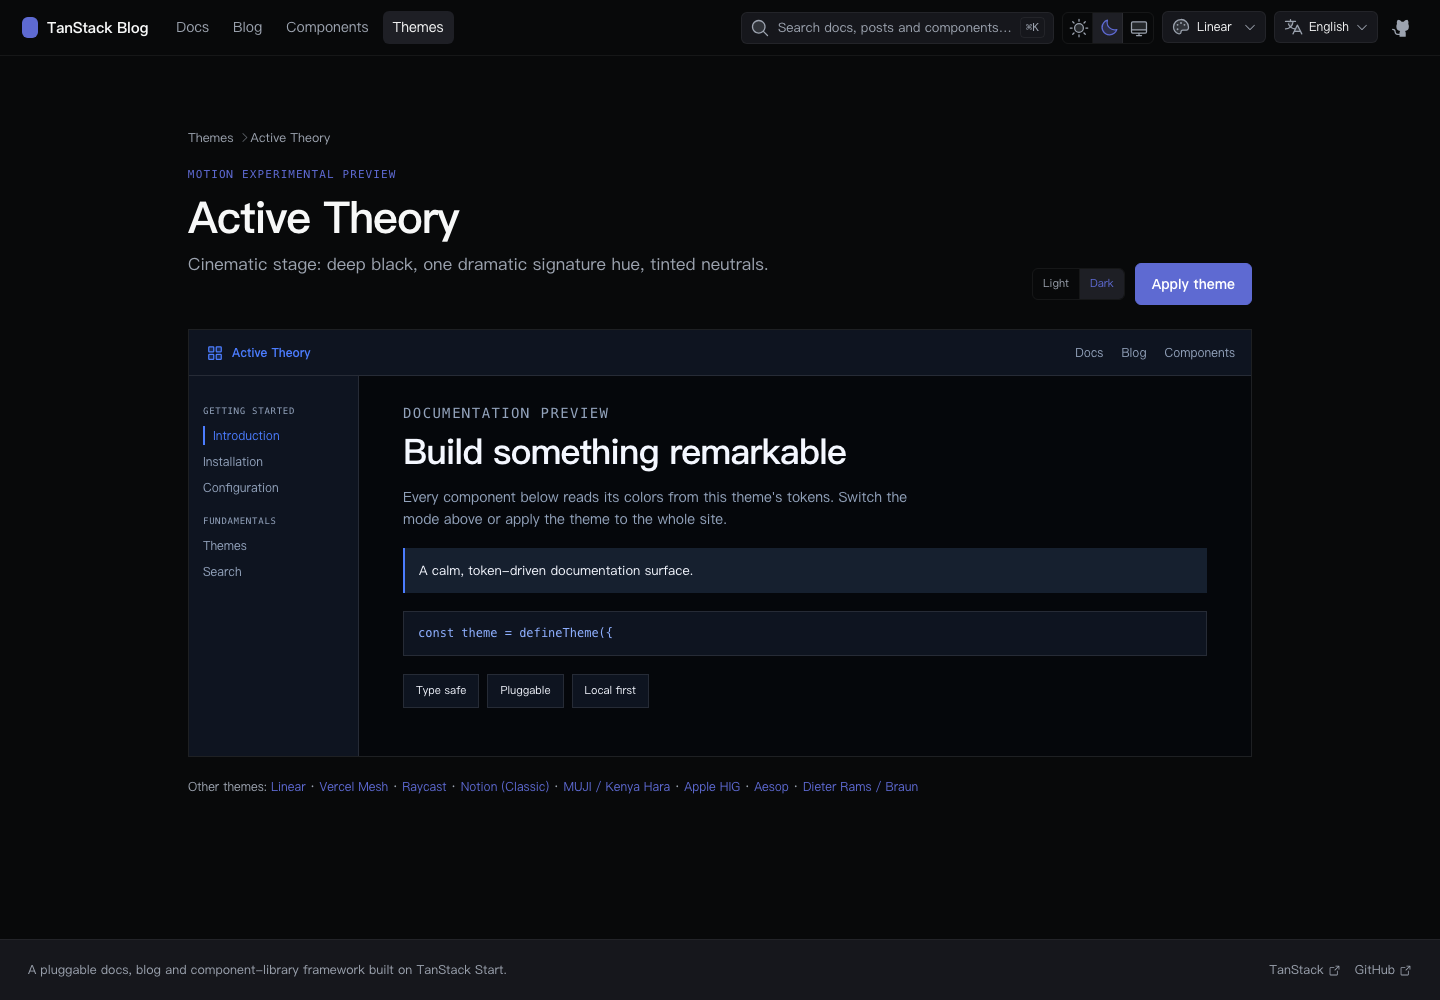 TanStack Blog Docs Blog Components Themes Search docs, posts and components... ⌘K Linear English
Themes Active Theory
MOTION EXPERIMENTAL PREVIEW
Active Theory
Cinematic stage: deep black, one dramatic signature hue, tinted neutrals.
Light Dark Apply theme
Active Theory Docs Blog Components
GETTING STARTED
Introduction
Installation
Configuration
FUNDAMENTALS
Themes
Search
DOCUMENTATION PREVIEW
Build something remarkable
Every component below reads its colors from this theme's tokens. Switch the
mode above or apply the theme to the whole site.
A calm, token-driven documentation surface.
const theme = defineTheme({
Type safe Pluggable Local first
Other themes: Linear · Vercel Mesh · Raycast · Notion (Classic) · MUJI / Kenya Hara · Apple HIG · Aesop · Dieter Rams / Braun
A pluggable docs, blog and component-library framework built on TanStack Start. TanStack GitHub